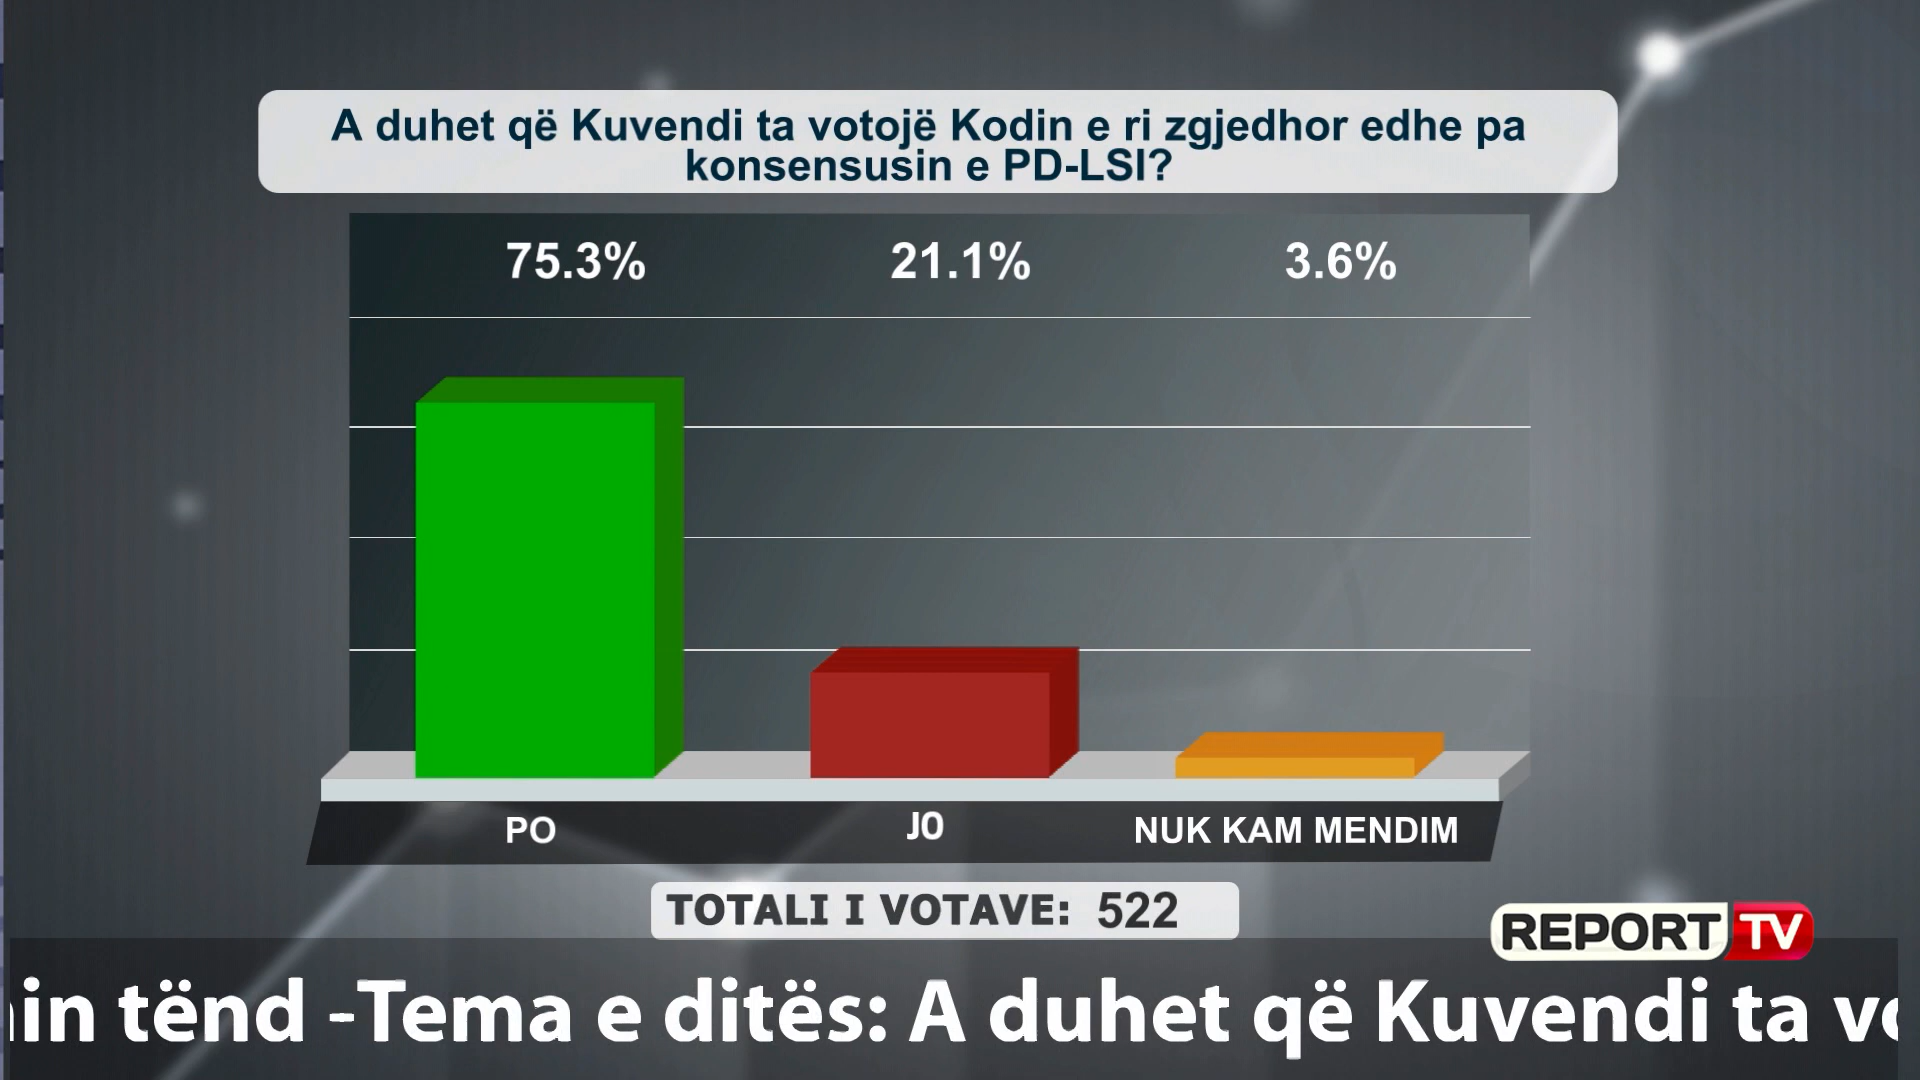 A duhet që Kuvendi ta votojë Kodin e ri zgjedhor edhe pa
konsensusin e PD-LSI?
75.3% 21.1% 3.6%
PO JO NUK KAM MENDIM
TOTALI I VOTAVE: 522
REPORT TV
tënd -Tema e ditës: A duhet që Kuvendi ta